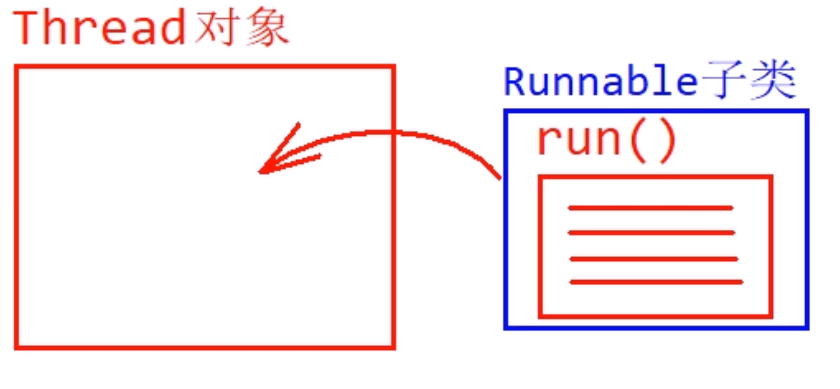 Thread对象
Runnable子类
run()